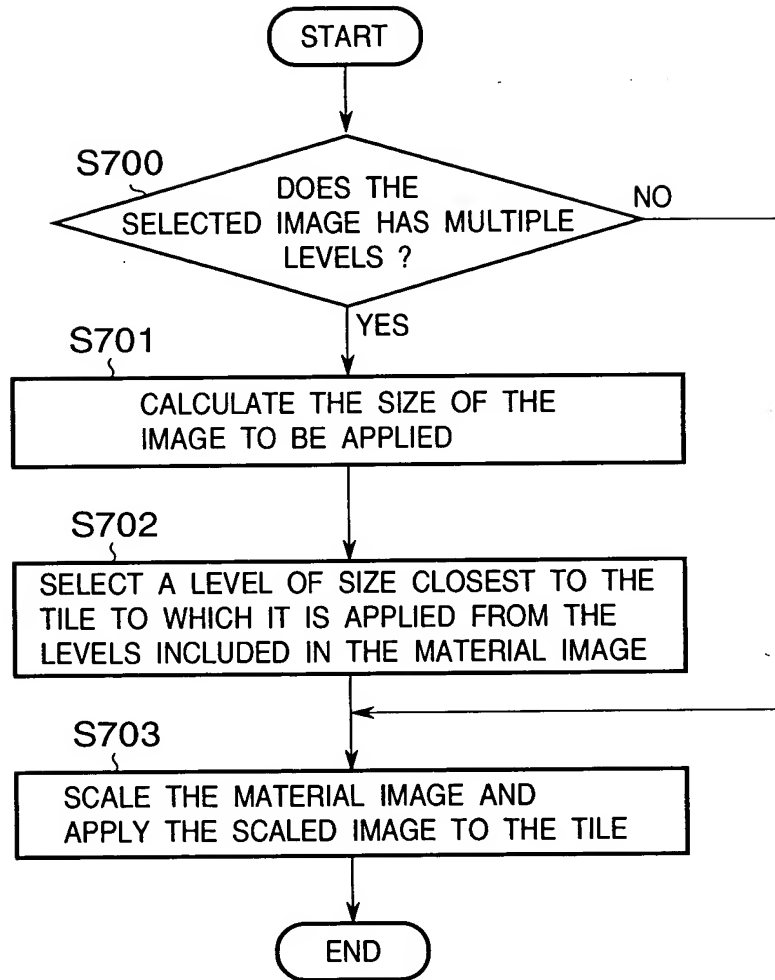 START
S700
DOES THE
SELECTED IMAGE HAS MULTIPLE
LEVELS ?
NO
YES
S701
CALCULATE THE SIZE OF THE
IMAGE TO BE APPLIED
S702
SELECT A LEVEL OF SIZE CLOSEST TO THE
TILE TO WHICH IT IS APPLIED FROM THE
LEVELS INCLUDED IN THE MATERIAL IMAGE
S703
SCALE THE MATERIAL IMAGE AND
APPLY THE SCALED IMAGE TO THE TILE
END